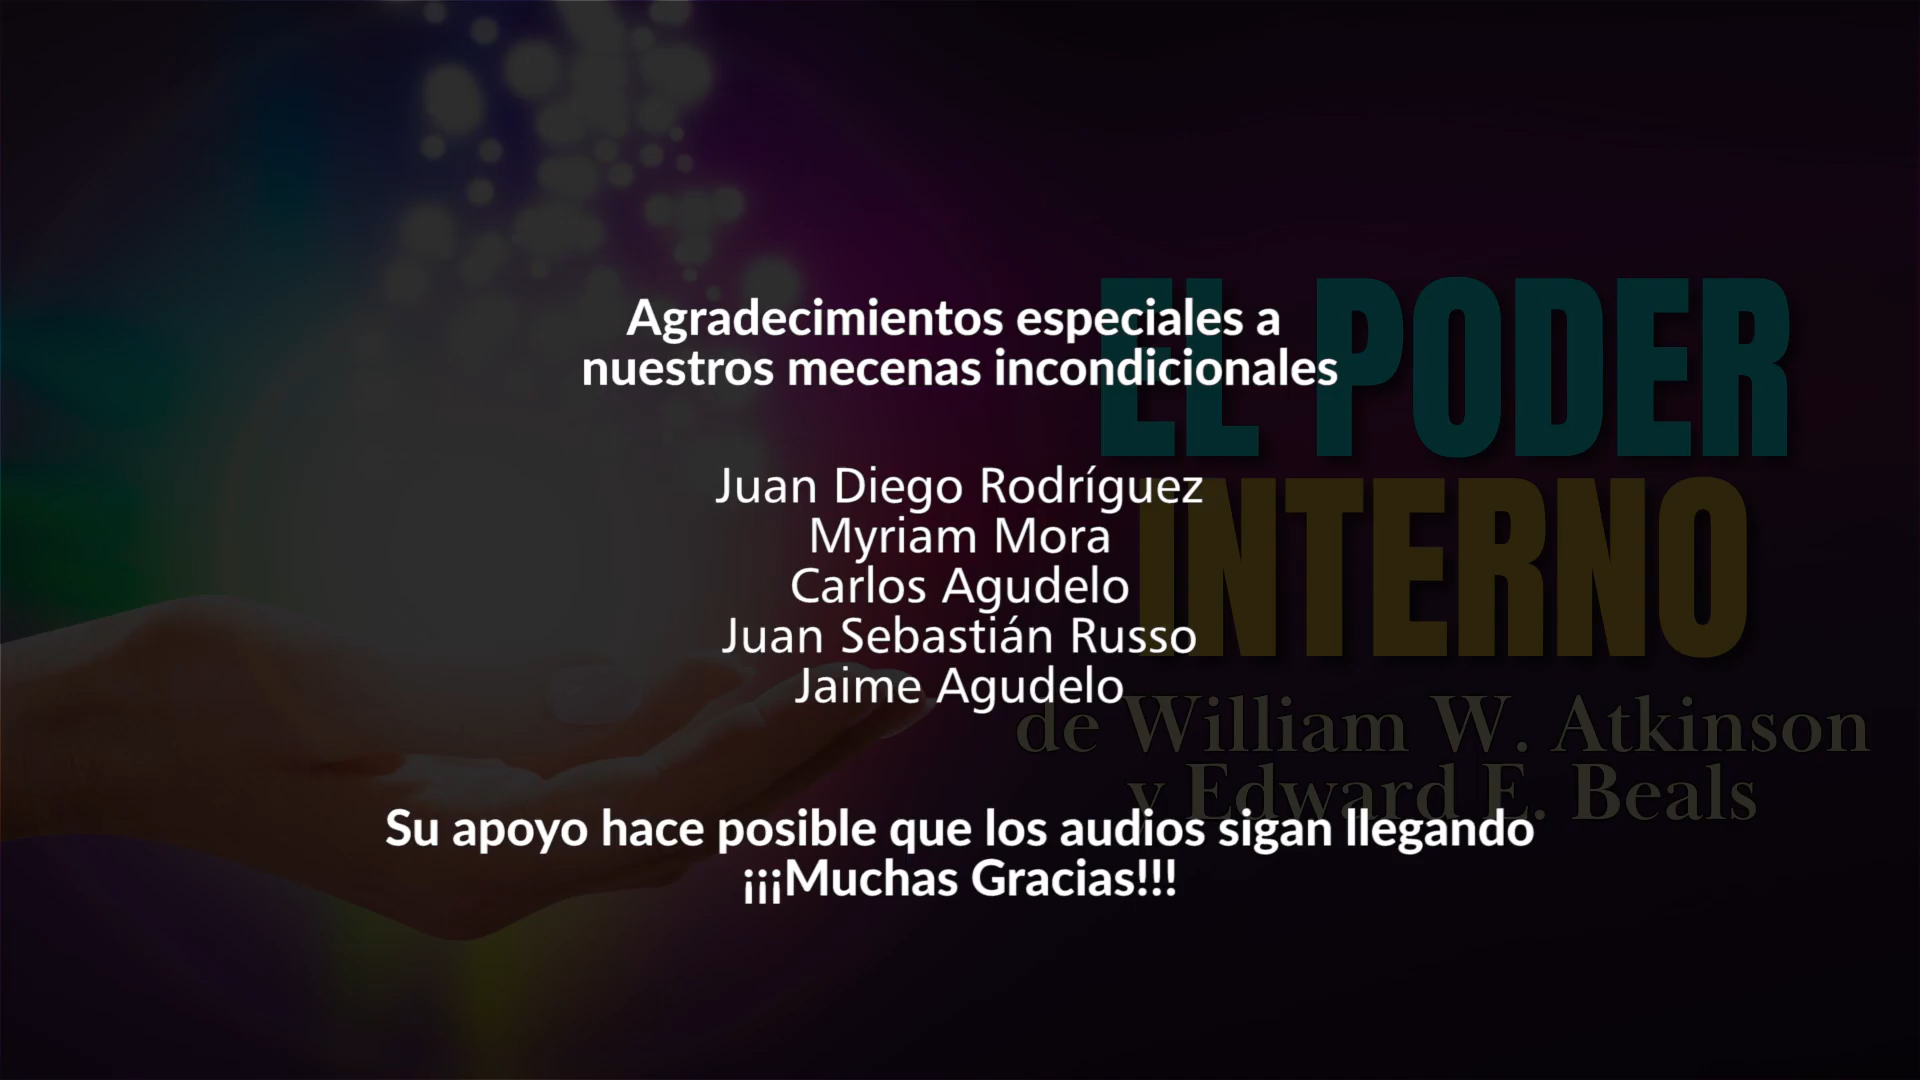 Agradecimientos especiales a
nuestros mecenas incondicionales
Juan Diego Rodríguez
Myriam Mora
Carlos Agudelo
Juan Sebastián Russo
Jaime Agudelo
Su apoyo hace posible que los audios sigan llegando
¡¡¡Muchas Gracias!!!
EL PODER
INTERNO
de William W. Atkinson
y Edward E. Beals